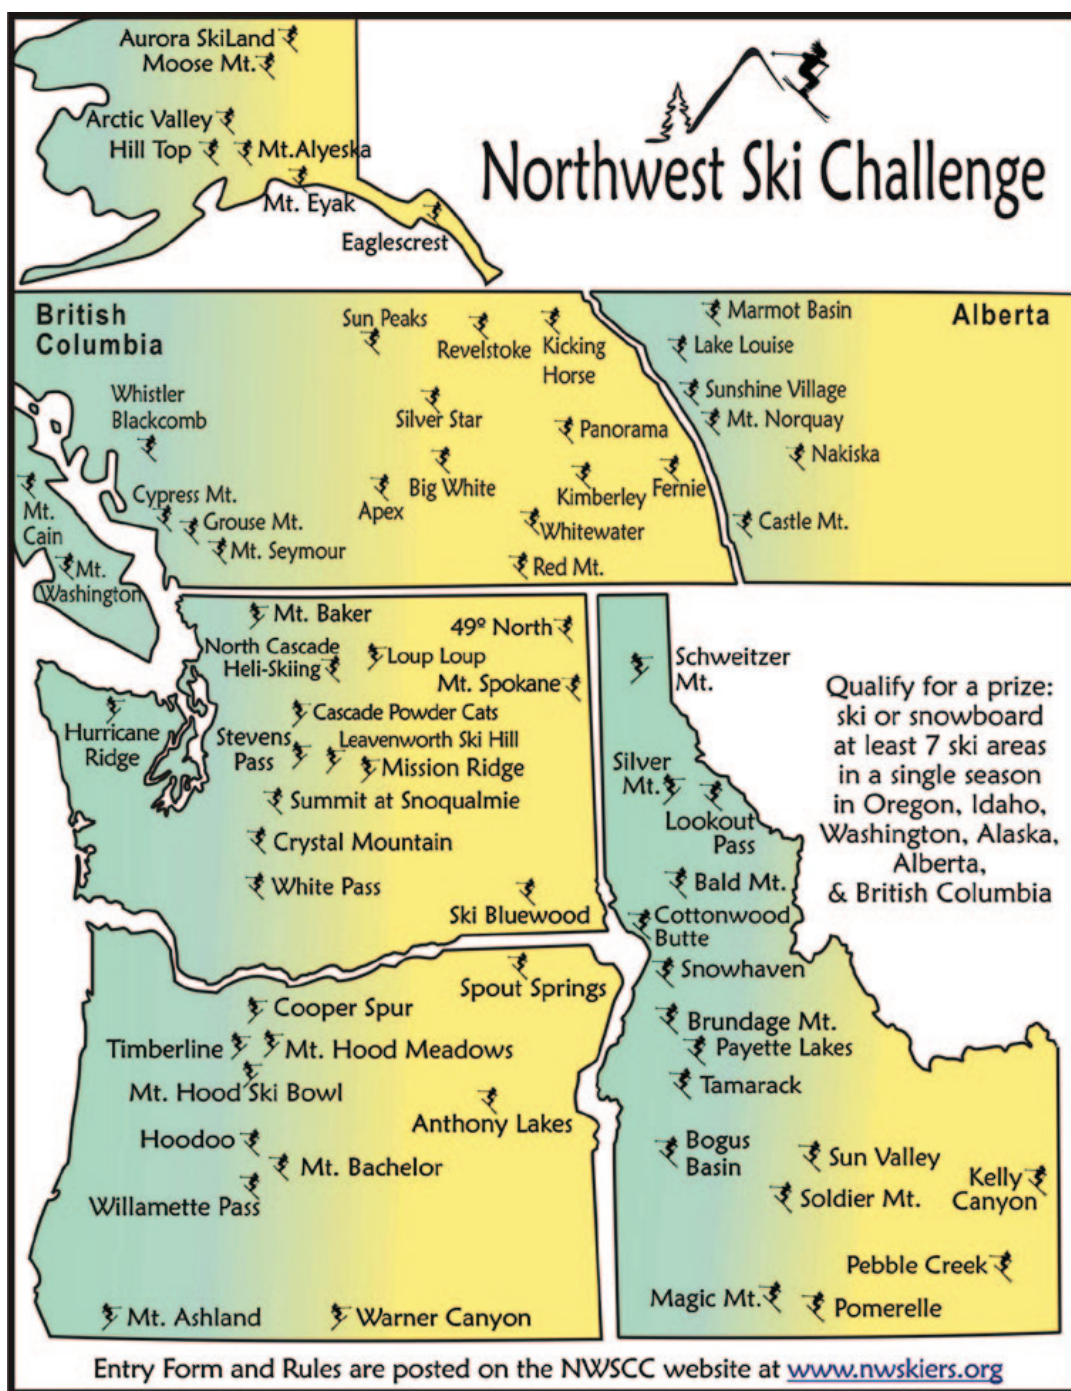 Aurora SkiLand
Moose Mt.
Arctic Valley
Hill Top
Mt.Alyeska
Mt. Eyak
Eaglescrest
Northwest Ski Challenge
British
Columbia
Sun Peaks
Revelstoke
Kicking
Horse
Whistler
Blackcomb
Silver Star
Panorama
Big White
Apex
Kimberley
Fernie
Mt.
Cain
Cypress Mt.
Grouse Mt.
Mt. Seymour
Whitewater
Red Mt.
Mt.
Washington
Alberta
Marmot Basin
Lake Louise
Sunshine Village
Mt. Norquay
Nakiska
Castle Mt.
Mt. Baker
49º North
North Cascade
Heli-Skiing
Loup Loup
Mt. Spokane
Hurricane
Ridge
Cascade Powder Cats
Stevens
Pass
Leavenworth Ski Hill
Mission Ridge
Summit at Snoqualmie
Crystal Mountain
White Pass
Ski Bluewood
Schweitzer
Mt.
Silver
Mt.
Lookout
Pass
Bald Mt.
Cottonwood
Butte
Snowhaven
Brundage Mt.
Payette Lakes
Tamarack
Bogus
Basin
Sun Valley
Soldier Mt.
Kelly
Canyon
Pebble Creek
Magic Mt.
Pomerelle
Qualify for a prize:
ski or snowboard
at least 7 ski areas
in a single season
in Oregon, Idaho,
Washington, Alaska,
Alberta,
& British Columbia
Spout Springs
Cooper Spur
Timberline
Mt. Hood Meadows
Mt. Hood Ski Bowl
Anthony Lakes
Hoodoo
Mt. Bachelor
Willamette Pass
Mt. Ashland
Warner Canyon
Entry Form and Rules are posted on the NWSCC website at www.nwskiers.org